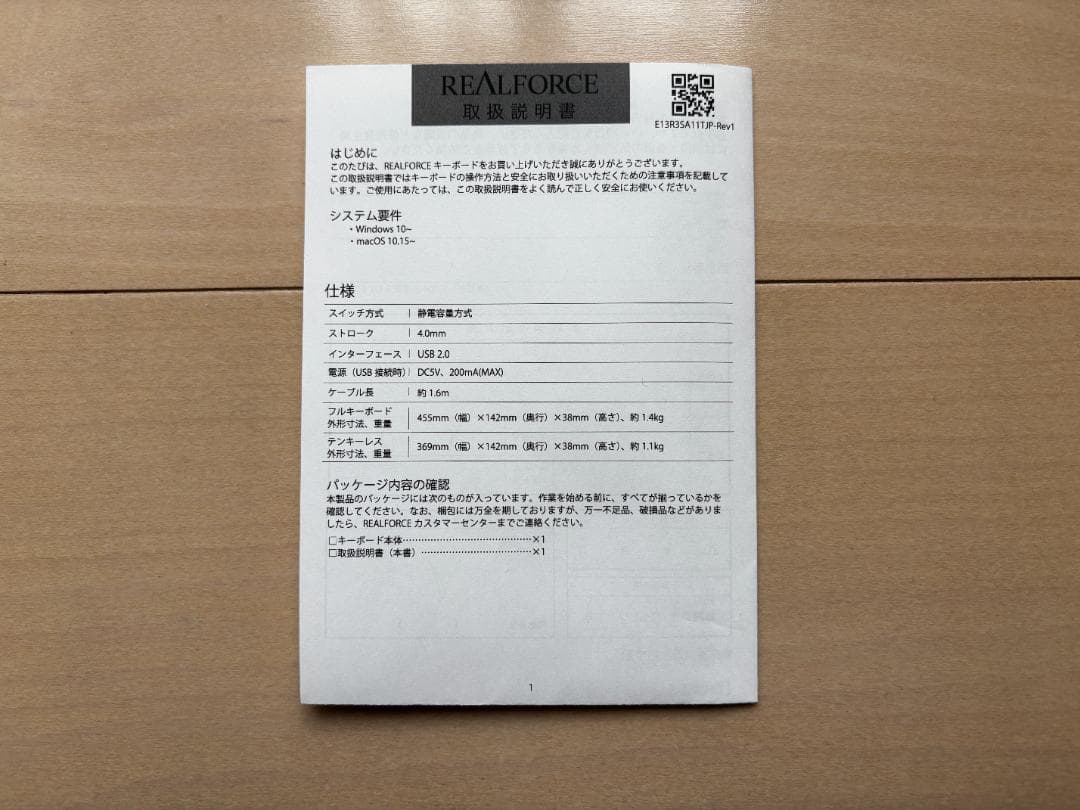 REALFORCE
取扱説明書
E13R3SA11TJP-Rev1
はじめに
このたびは、REALFORCE キーボードをお買い上げいただき誠にありがとうございます。
この取扱説明書ではキーボードの操作方法と安全にお取り扱いいただくための注意事項を記載して
います。ご使用にあたっては、この取扱説明書をよく読んで正しく安全にお使いください。
システム要件
・Windows 10~
・macOS 10.15~
仕様
スイッチ方式 | 静電容量方式
ストローク | 4.0mm
インターフェース | USB 2.0
電源（USB 接続時）| DC5V、200mA(MAX)
ケーブル長 | 約 1.6m
フルキーボード
外形寸法、重量 | 455mm（幅）×142mm（奥行）×38mm（高さ）、約 1.4kg
テンキーレス
外形寸法、重量 | 369mm（幅）×142mm（奥行）×38mm（高さ）、約 1.1kg
パッケージ内容の確認
本製品のパッケージには次のものが入っています。作業を始める前に、すべてが揃っているかを
確認してください。なお、梱包には万全を期しておりますが、万一不足品、破損品などがありま
したら、REALFORCE カスタマーセンターまでご連絡ください。
□キーボード本体…………………………………×1
□取扱説明書（本書）……………………………×1
1